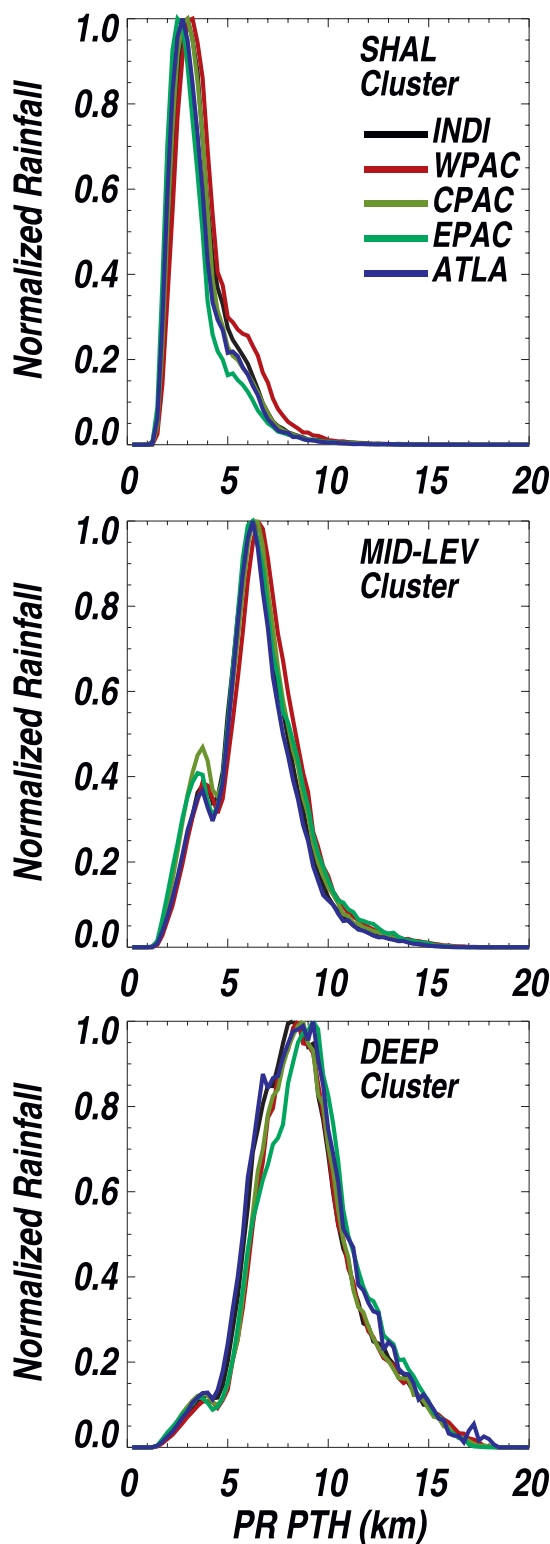 1.0
0.8
0.6
0.4
0.2
0.0
Normalized Rainfall
SHAL
Cluster
INDI
WPAC
CPAC
EPAC
ATLA
0 5 10 15 20
1.0
0.8
0.6
0.4
0.2
0.0
Normalized Rainfall
MID-LEV
Cluster
0 5 10 15 20
1.0
0.8
0.6
0.4
0.2
0.0
Normalized Rainfall
DEEP
Cluster
0 5 10 15 20
PR PTH (km)